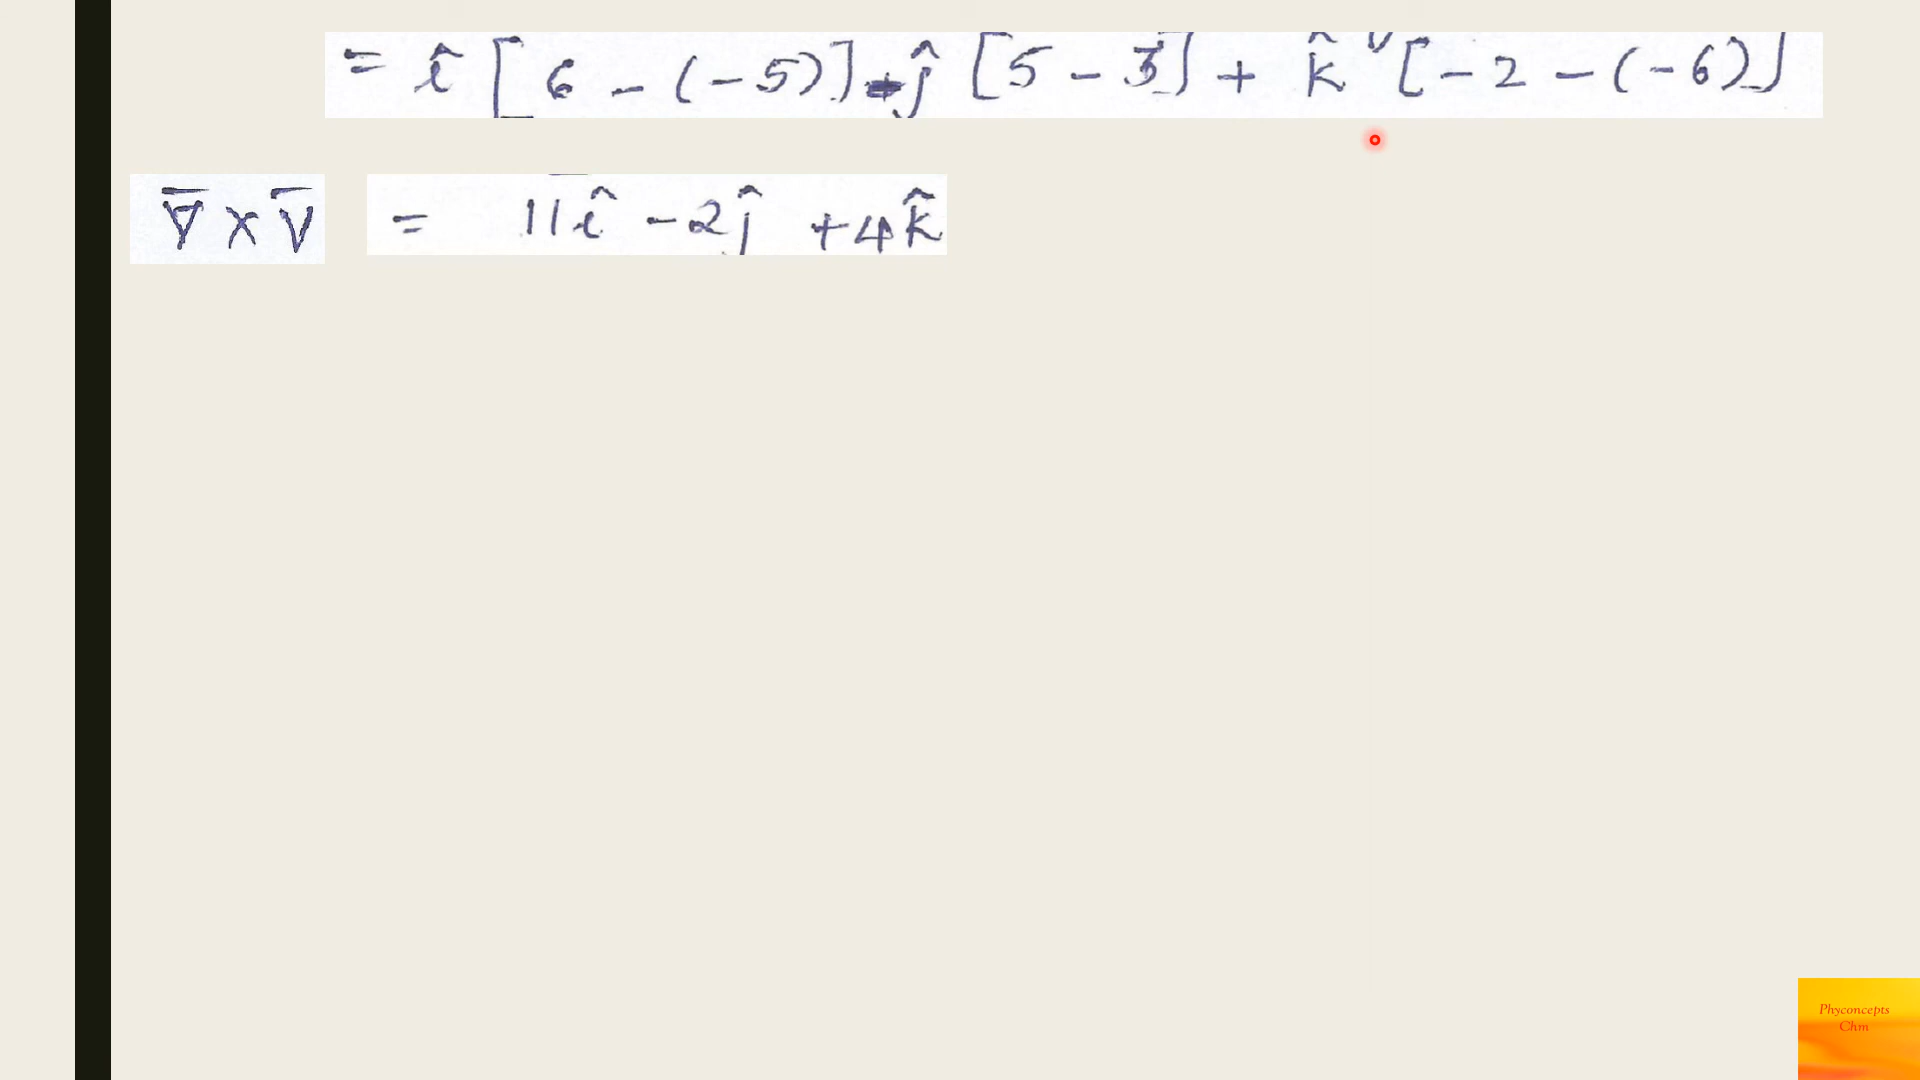 = î [6 - (-5)] - ĵ [5 - 3] + k̂ [-2 - (-6)]
∇̅ × V̅ = 11î - 2ĵ + 4k̂
Phyconcepts
Chm